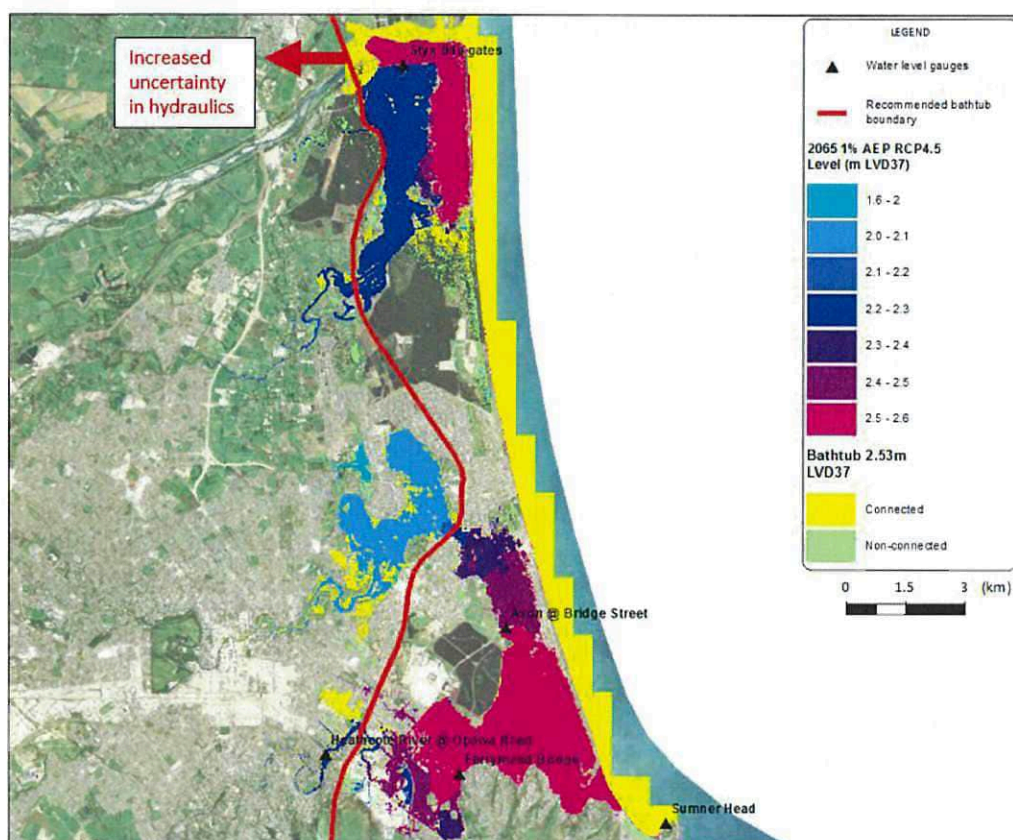 Increased
uncertainty
in hydraulics
Avon @ Bridge Street
Sumner Head
LEGEND
Water level gauges
Recommended bathtub
boundary
2065 1% AEP RCP4.5
Level (m LVD37)
1.6 - 2
2.0 - 2.1
2.1 - 2.2
2.2 - 2.3
2.3 - 2.4
2.4 - 2.5
2.5 - 2.6
Bathtub 2.53m
LVD37
Connected
Non-connected
0 1.5 3 (km)
Styx
Heathcote River @ Opawa Road
Ferrymead Bridge